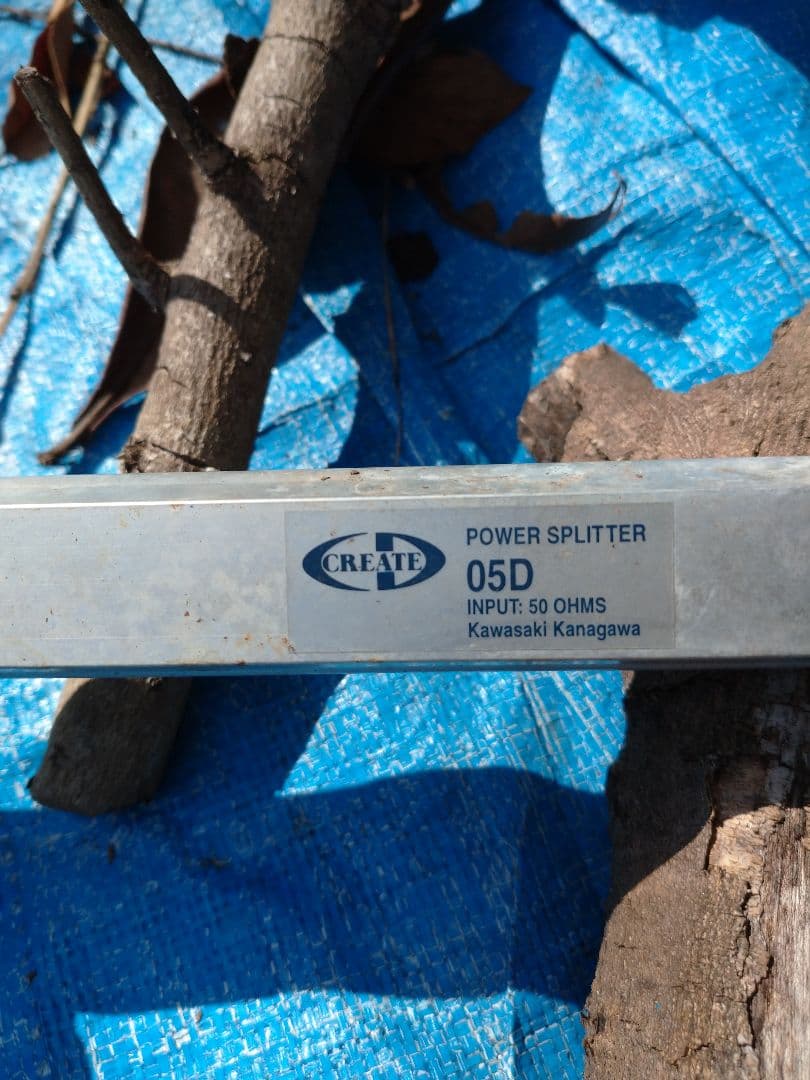 CREATE
POWER SPLITTER
05D
INPUT: 50 OHMS
Kawasaki Kanagawa